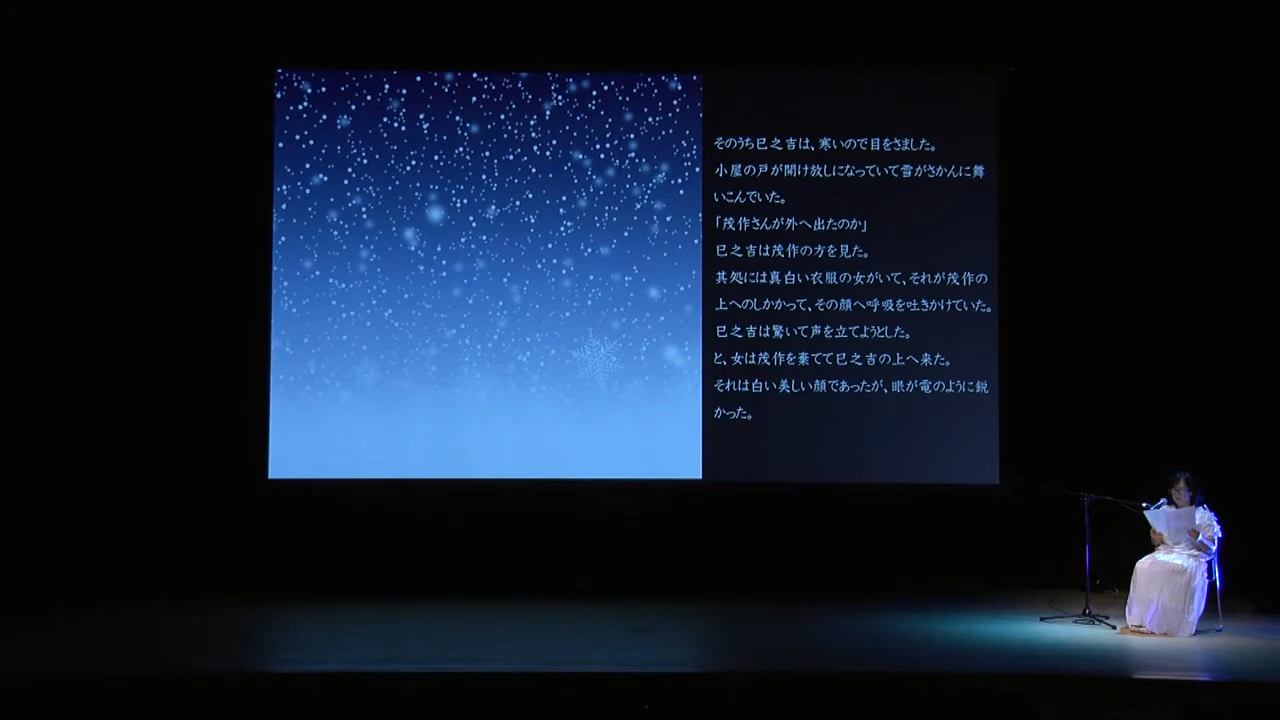 そのうち巳之吉は、寒いので目をさました。
小屋の戸が開け放しになっていて雪がさかんに舞
いこんでいた。
「茂作さんが外へ出たのか」
巳之吉は茂作の方を見た。
其処には真白い衣服の女がいて、それが茂作の
上へのしかかって、その顔へ呼吸を吐きかけていた。
巳之吉は驚いて声を立てようとした。
と、女は茂作を棄てて巳之吉の上へ来た。
それは白い美しい顔であったが、眼が電のように鋭
かった。